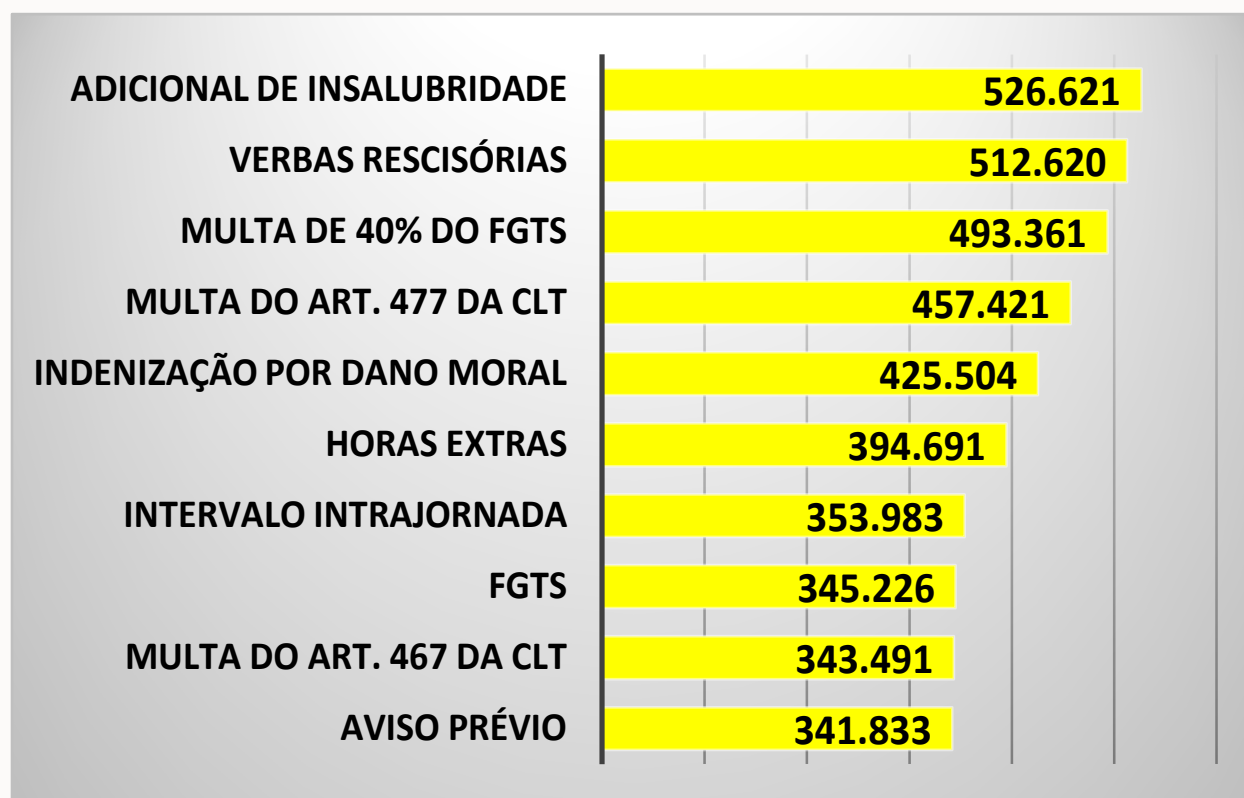 ADICIONAL DE INSALUBRIDADE 526.621
VERBAS RESCISÓRIAS 512.620
MULTA DE 40% DO FGTS 493.361
MULTA DO ART. 477 DA CLT 457.421
INDENIZAÇÃO POR DANO MORAL 425.504
HORAS EXTRAS 394.691
INTERVALO INTRAJORNADA 353.983
FGTS 345.226
MULTA DO ART. 467 DA CLT 343.491
AVISO PRÉVIO 341.833